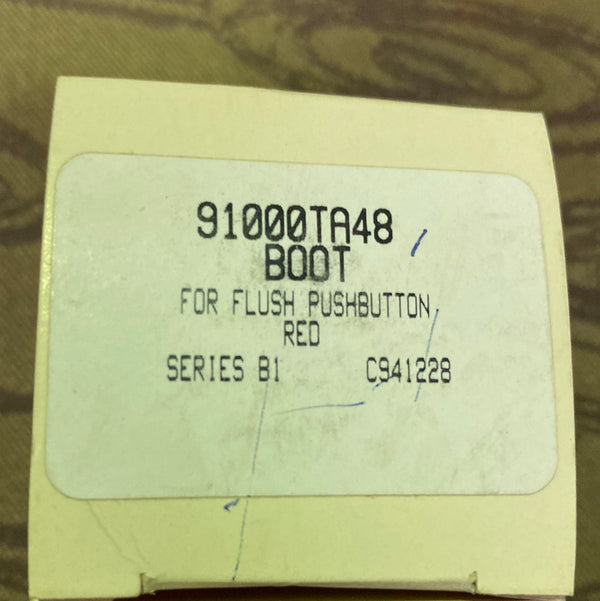 91000TA48
BOOT
FOR FLUSH PUSHBUTTON
RED
SERIES B1 C941228